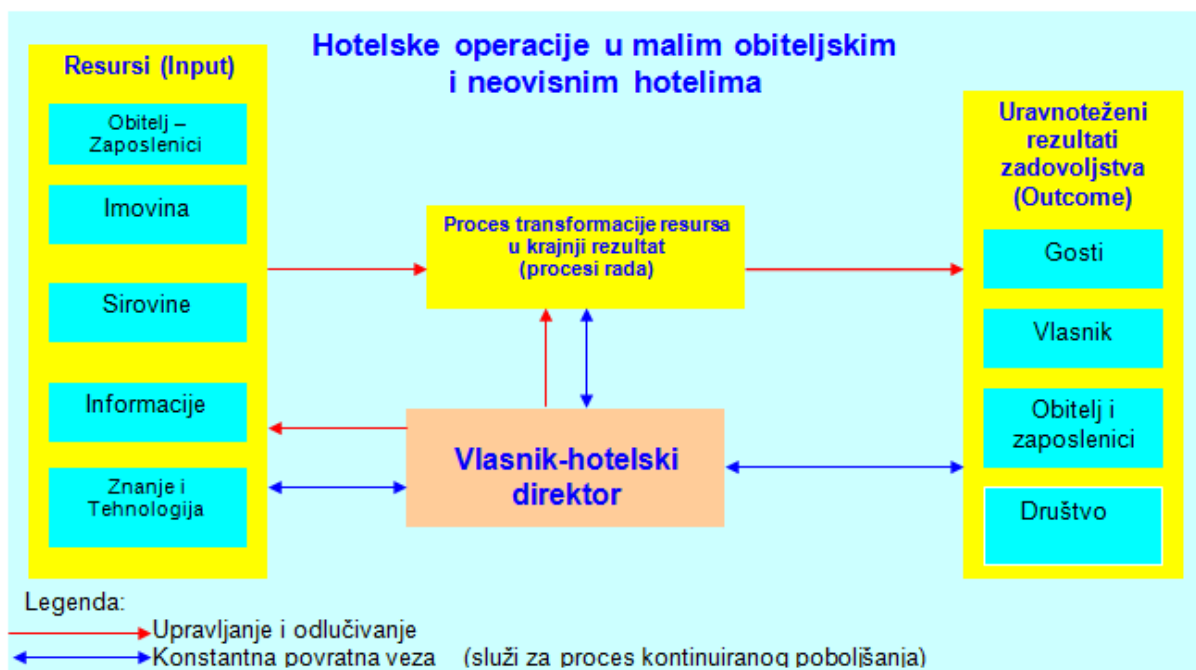 Hotelske operacije u malim obiteljskim
i neovisnim hotelima
Resursi (Input)
Obitelj –
Zaposlenici
Imovina
Sirovine
Informacije
Znanje i
Tehnologija
Proces transformacije resursa
u krajnji rezultat
(procesi rada)
Vlasnik-hotelski
direktor
Uravnoteženi
rezultati
zadovoljstva
(Outcome)
Gosti
Vlasnik
Obitelj i
zaposlenici
Društvo
Legenda:
Upravljanje i odlučivanje
Konstantna povratna veza (služi za proces kontinuiranog poboljšanja)